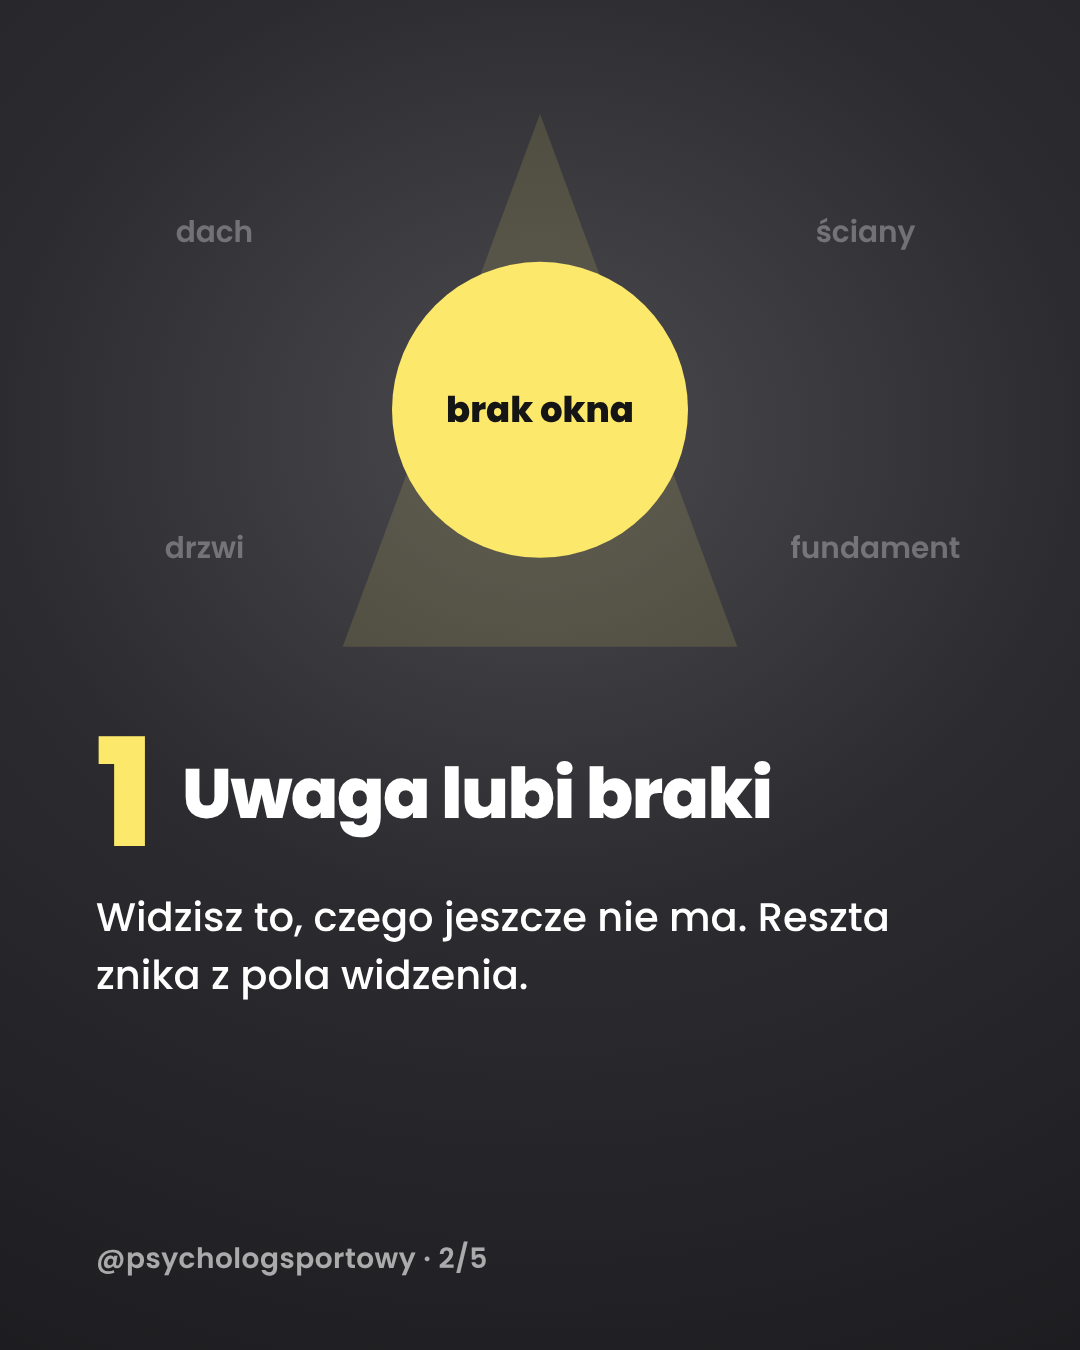 dach
ściany
brak okna
drzwi
fundament
1 Uwaga lubi braki
Widzisz to, czego jeszcze nie ma. Reszta
znika z pola widzenia.
@psychologsportowy · 2/5